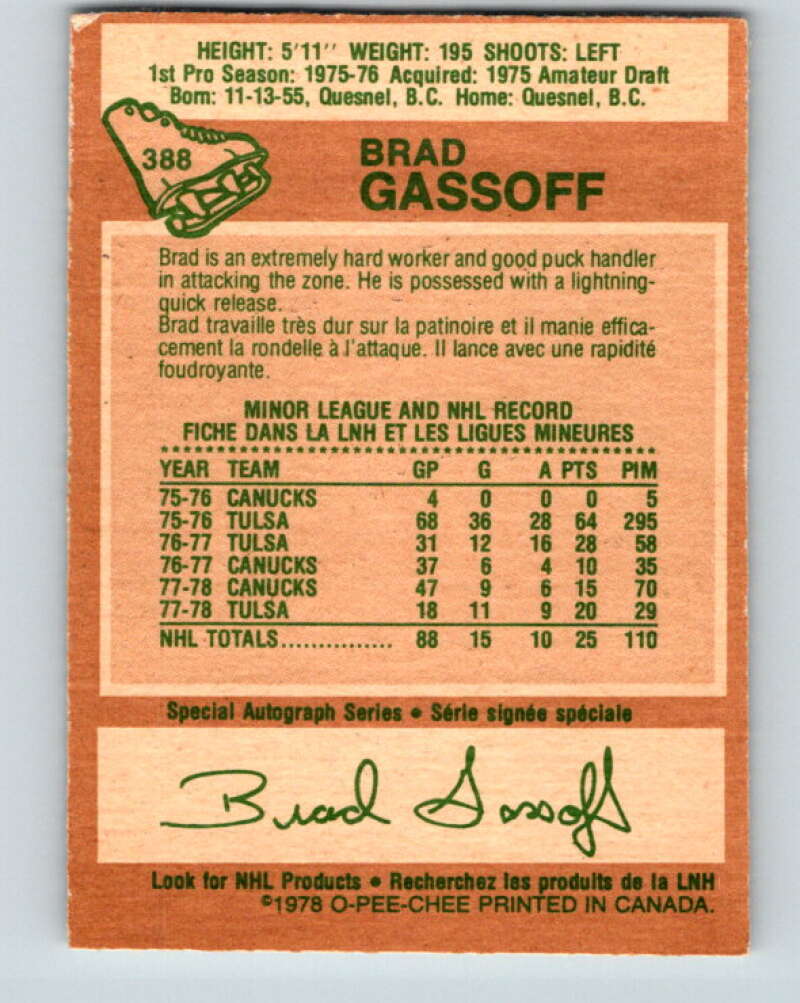 HEIGHT: 5'11" WEIGHT: 195 SHOOTS: LEFT
1st Pro Season: 1975-76 Acquired: 1975 Amateur Draft
Born: 11-13-55, Quesnel, B.C. Home: Quesnel, B.C.
388
BRAD
GASSOFF
Brad is an extremely hard worker and good puck handler
in attacking the zone. He is possessed with a lightning-
quick release.
Brad travaille très dur sur la patinoire et il manie effica-
cement la rondelle à l'attaque. Il lance avec une rapidité
foudroyante.
MINOR LEAGUE AND NHL RECORD
FICHE DANS LA LNH ET LES LIGUES MINEURES
YEAR TEAM GP G A PTS PIM
75-76 CANUCKS 4 0 0 0 5
75-76 TULSA 68 36 28 64 295
76-77 TULSA 31 12 16 28 58
76-77 CANUCKS 37 6 4 10 35
77-78 CANUCKS 47 9 6 15 70
77-78 TULSA 18 11 9 20 29
NHL TOTALS............... 88 15 10 25 110
Special Autograph Series • Série signée spéciale
Brad Gassoff
Look for NHL Products • Recherchez les produits de la LNH
©1978 O-PEE-CHEE PRINTED IN CANADA.